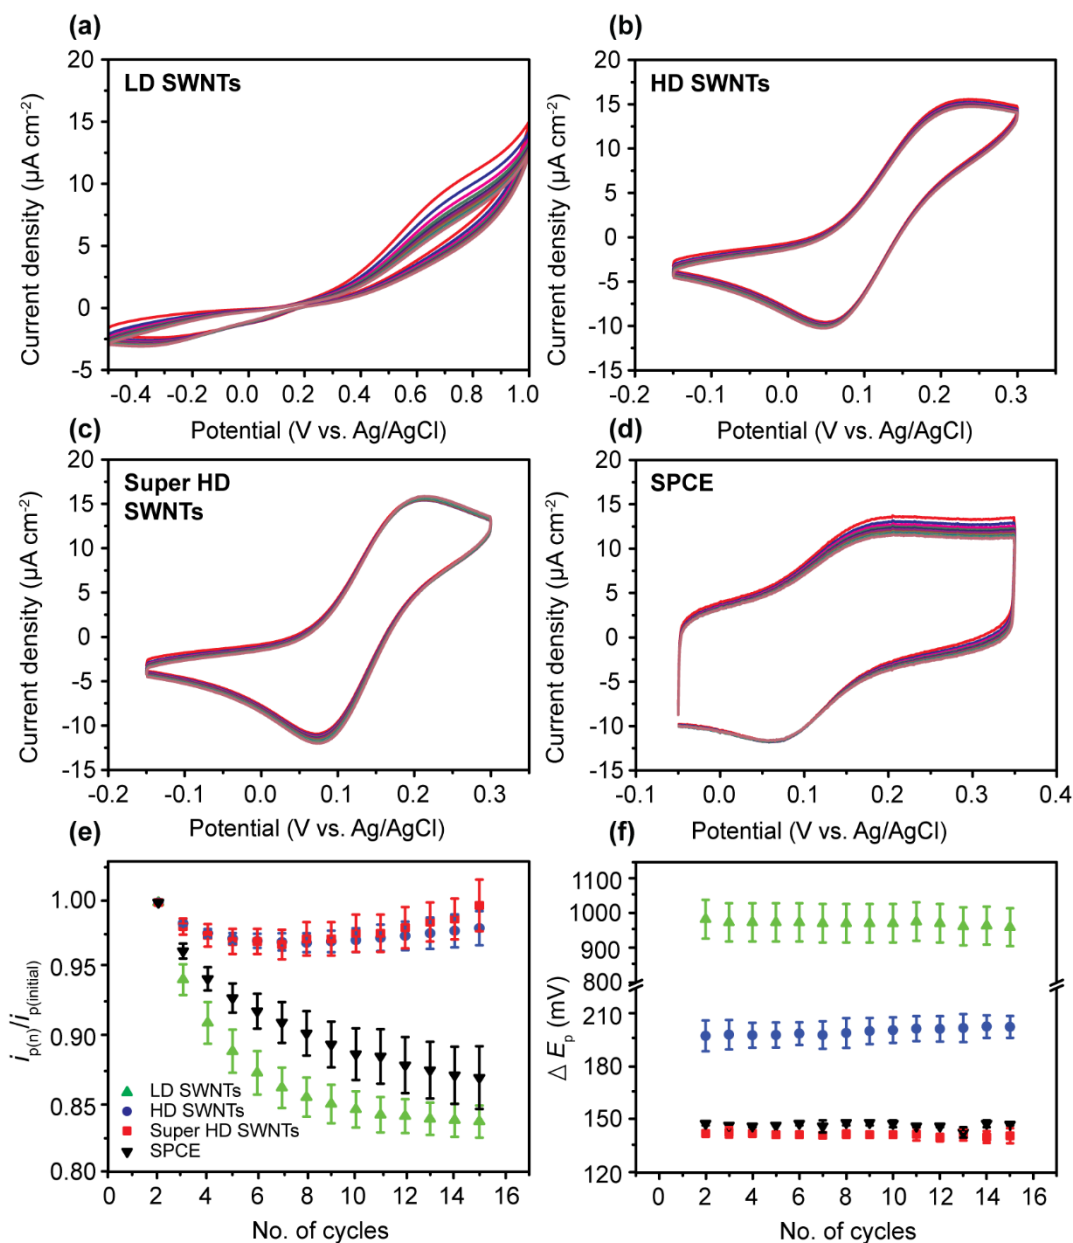 (a)
LD SWNTs
20
15
10
5
0
-5
-0.4 -0.2 0.0 0.2 0.4 0.6 0.8 1.0
Current density (µA cm-2)
Potential (V vs. Ag/AgCl)
(b)
HD SWNTs
20
15
10
5
0
-5
-10
-15
-0.2 -0.1 0.0 0.1 0.2 0.3
Current density (µA cm-2)
Potential (V vs. Ag/AgCl)
(c)
Super HD
SWNTs
20
15
10
5
0
-5
-10
-15
-0.2 -0.1 0.0 0.1 0.2 0.3
Current density (µA cm-2)
Potential (V vs. Ag/AgCl)
(d)
SPCE
20
15
10
5
0
-5
-10
-15
-0.1 0.0 0.1 0.2 0.3 0.4
Current density (µA cm-2)
Potential (V vs. Ag/AgCl)
(e)
1.00
0.95
0.90
0.85
0.80
LD SWNTs
HD SWNTs
Super HD SWNTs
SPCE
0 2 4 6 8 10 12 14 16
ip(n)/ip(initial)
No. of cycles
(f)
1100
1000
900
800
210
180
150
120
0 2 4 6 8 10 12 14 16
Δ Ep (mV)
No. of cycles